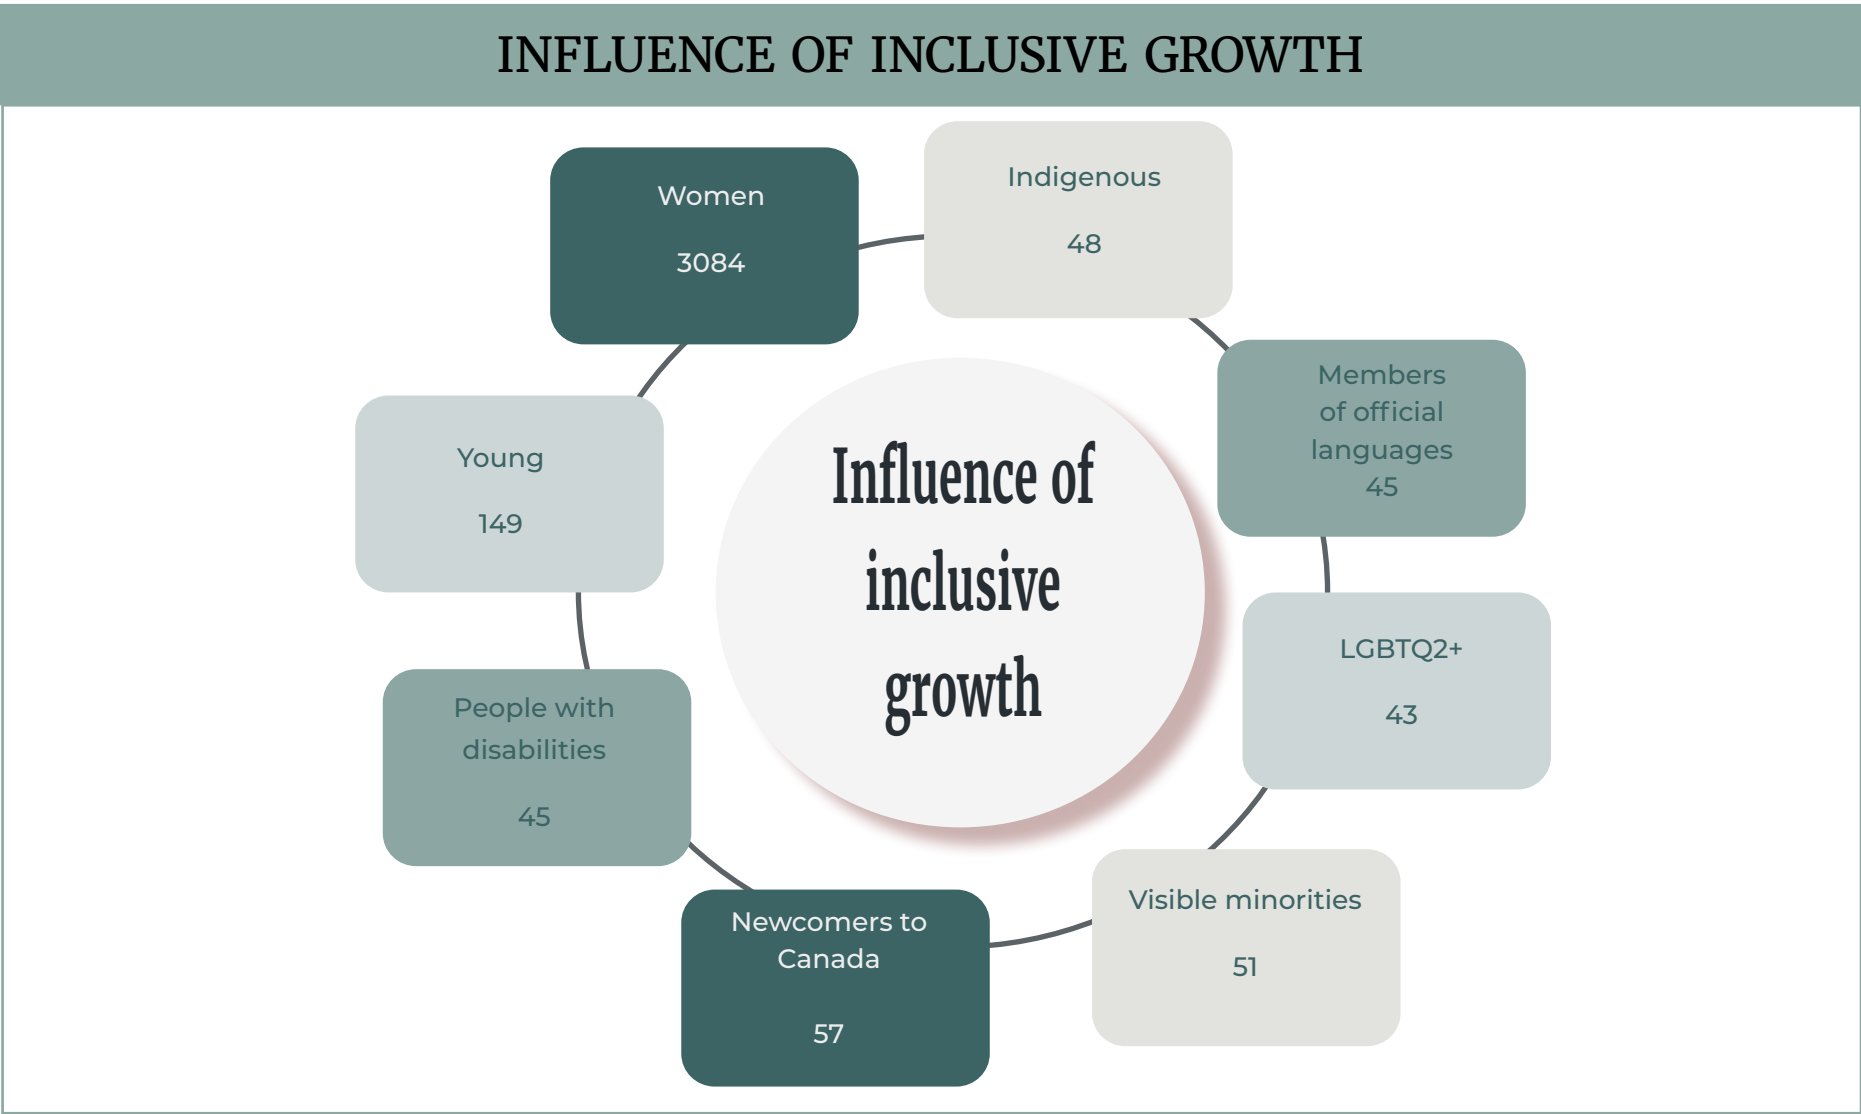 INFLUENCE OF INCLUSIVE GROWTH
Women
3084
Indigenous
48
Members
of official
languages
45
LGBTQ2+
43
Visible minorities
51
Newcomers to
Canada
57
People with
disabilities
45
Young
149
Influence of
inclusive
growth